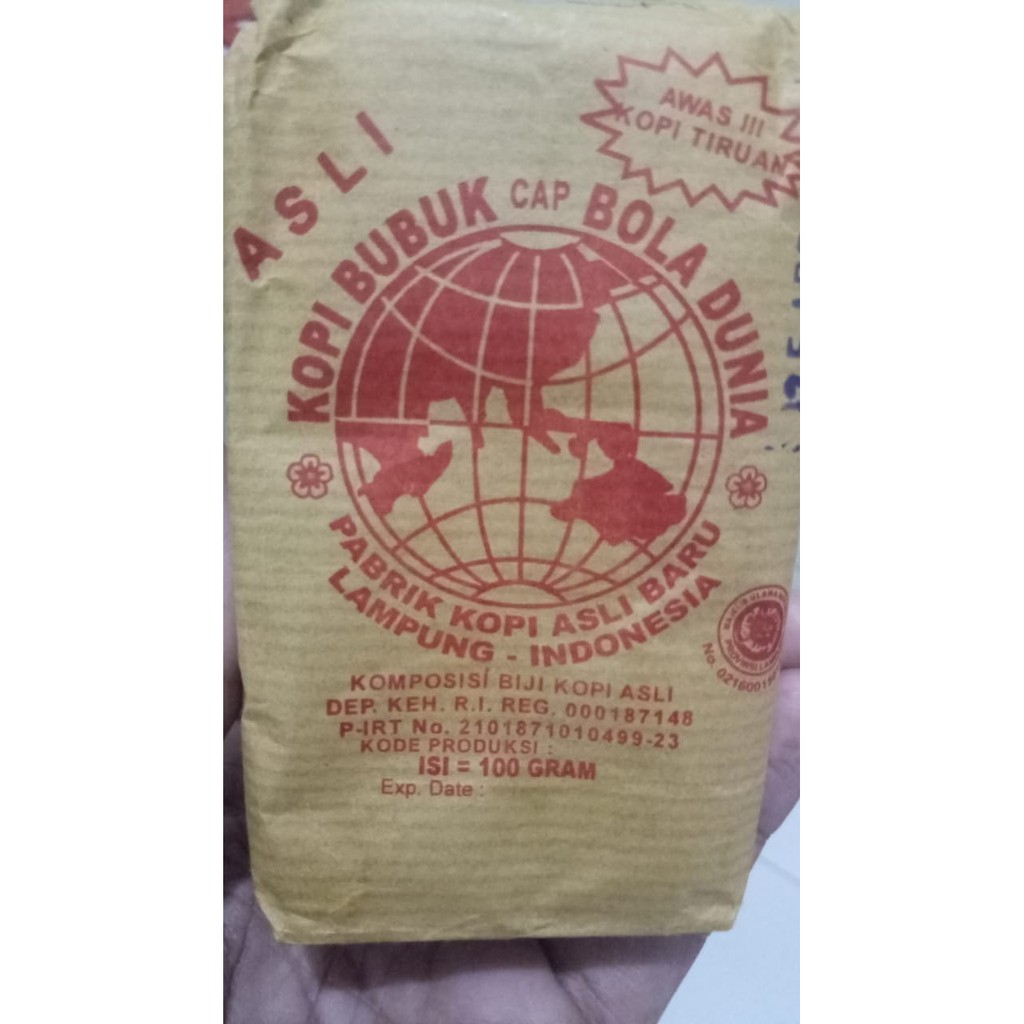 ASLI
AWAS !!!
KOPI TIRUAN
KOPI BUBUK CAP BOLA DUNIA
PABRIK KOPI ASLI BARU
LAMPUNG - INDONESIA
KOMPOSISI BIJI KOPI ASLI
DEP. KEH. R.I. REG. 000187148
P-IRT No. 2101871010499-23
KODE PRODUKSI :
ISI = 100 GRAM
Exp. Date :